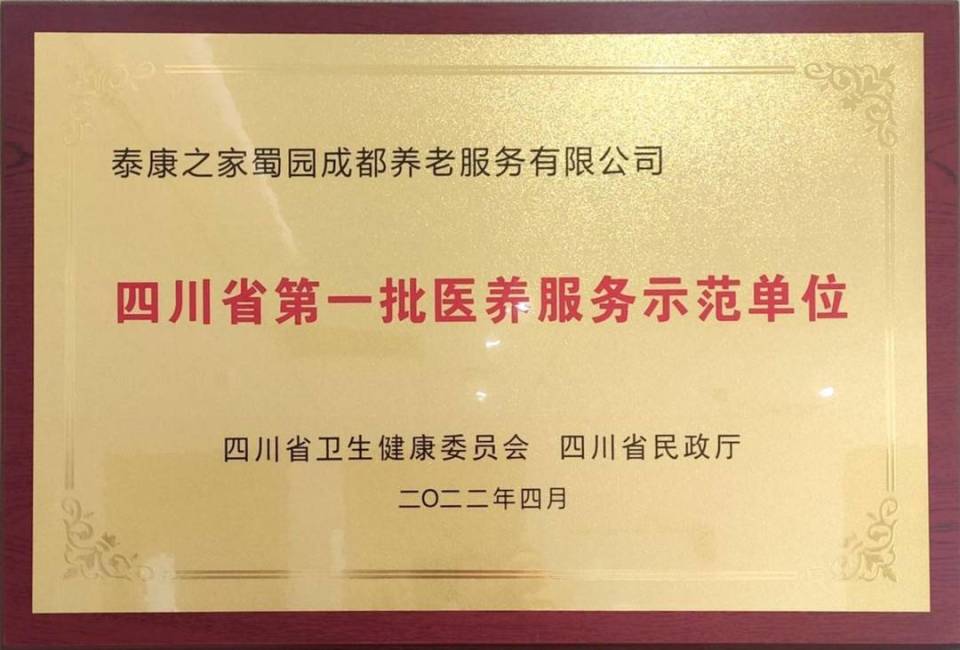 泰康之家蜀园成都养老服务有限公司
四川省第一批医养服务示范单位
四川省卫生健康委员会 四川省民政厅
二〇二二年四月